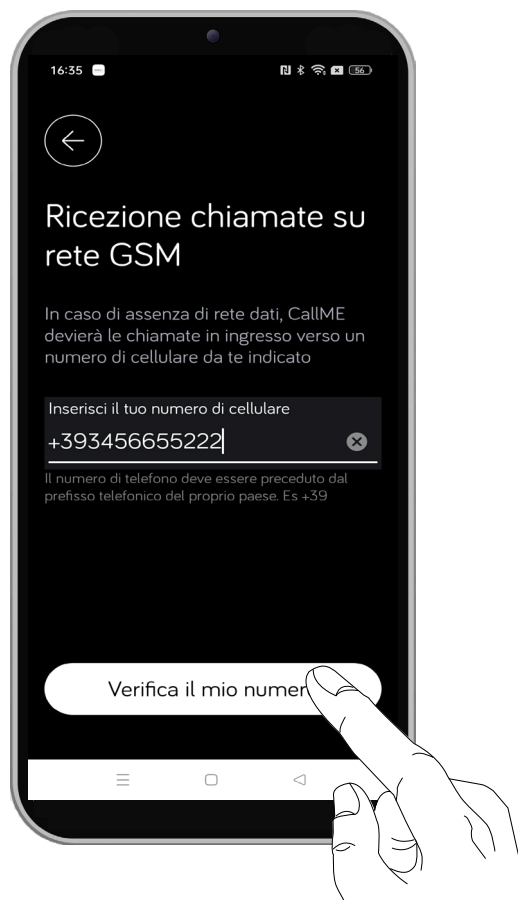 16:35
56
Ricezione chiamate su
rete GSM
In caso di assenza di rete dati, CallME
devierà le chiamate in ingresso verso un
numero di cellulare da te indicato
Inserisci il tuo numero di cellulare
+393456655222
Il numero di telefono deve essere preceduto dal
prefisso telefonico del proprio paese. Es +39
Verifica il mio numer